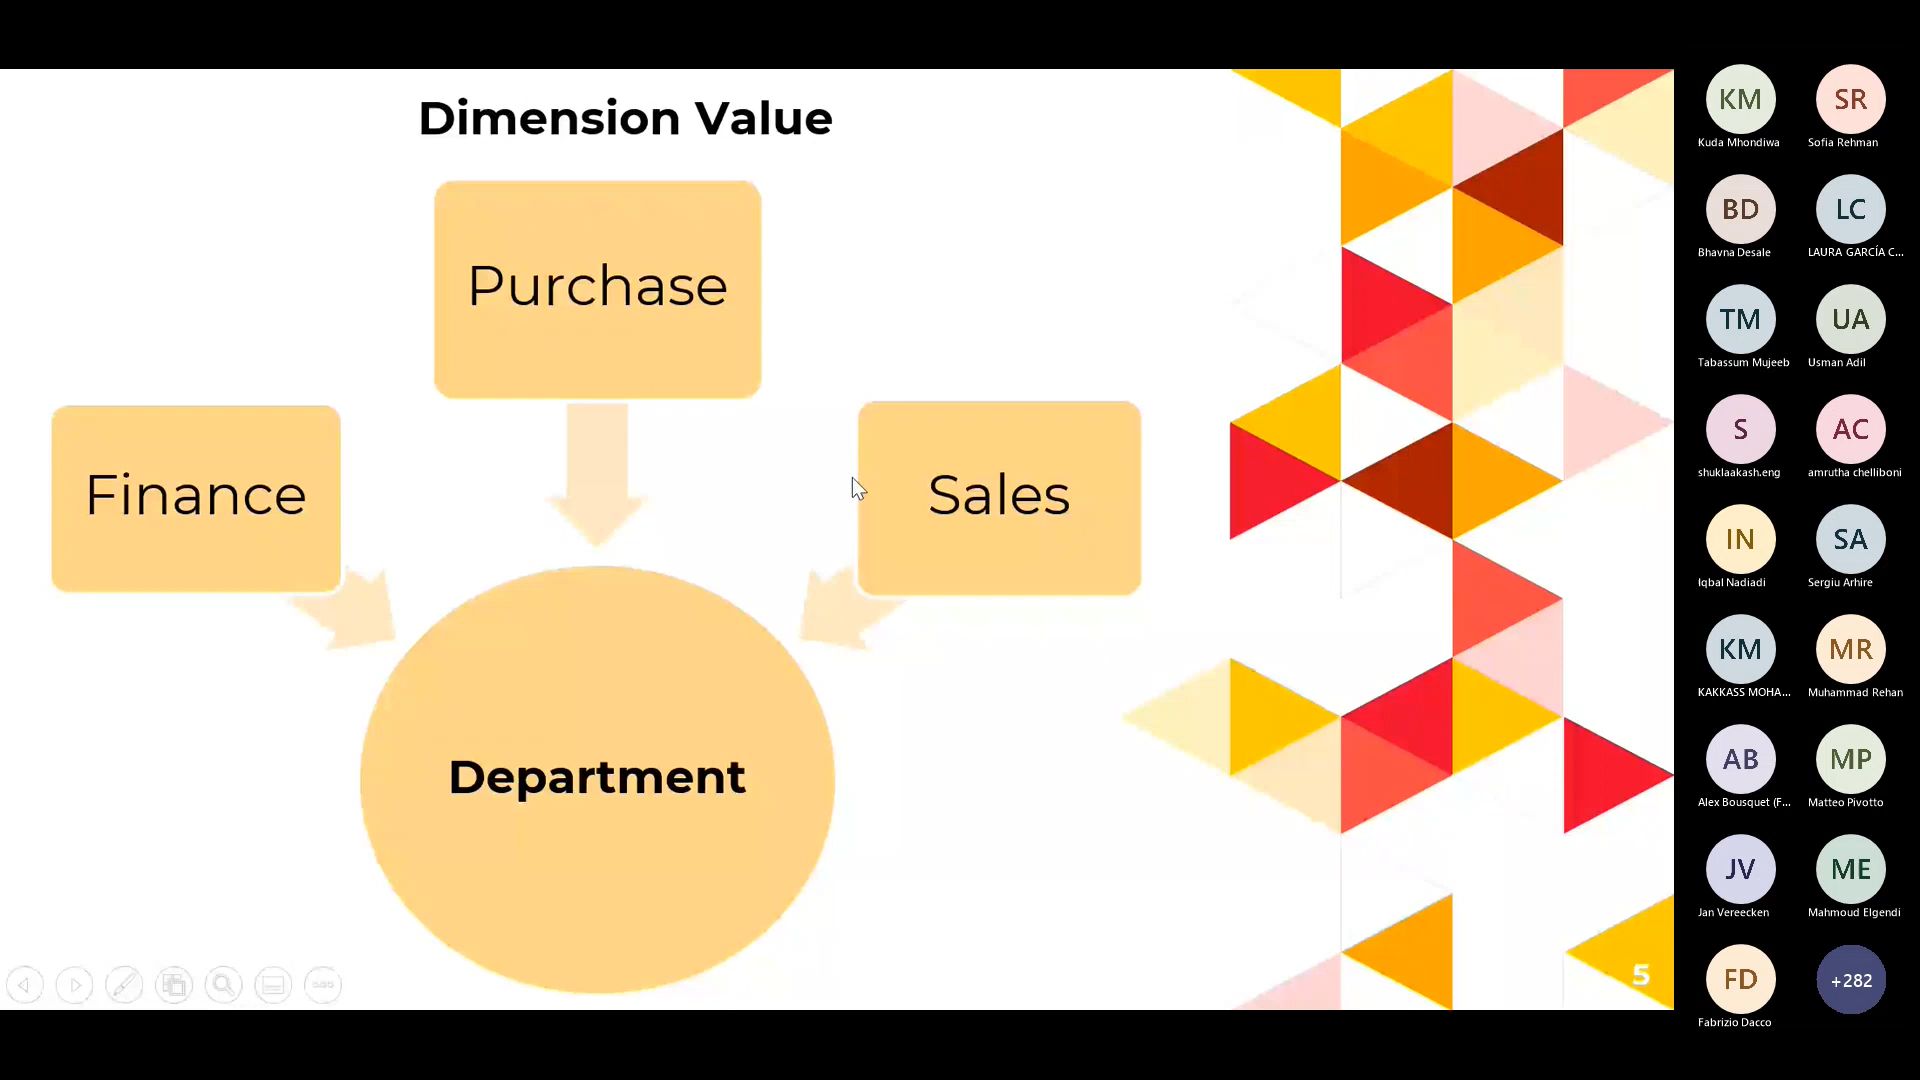 Dimension Value
Purchase
Finance
Sales
Department
5
KM
Kuda Mhondiwa
SR
Sofia Rehman
BD
Bhavna Desale
LC
LAURA GARCÍA C...
TM
Tabassum Mujeeb
UA
Usman Adil
S
shuklaakash.eng
AC
amrutha chelliboni
IN
Iqbal Nadiadi
SA
Sergiu Arhire
KM
KAKKASS MOHA...
MR
Muhammad Rehan
AB
Alex Bousquet (F...
MP
Matteo Pivotto
JV
Jan Vereecken
ME
Mahmoud Elgendi
FD
Fabrizio Dacco
+282